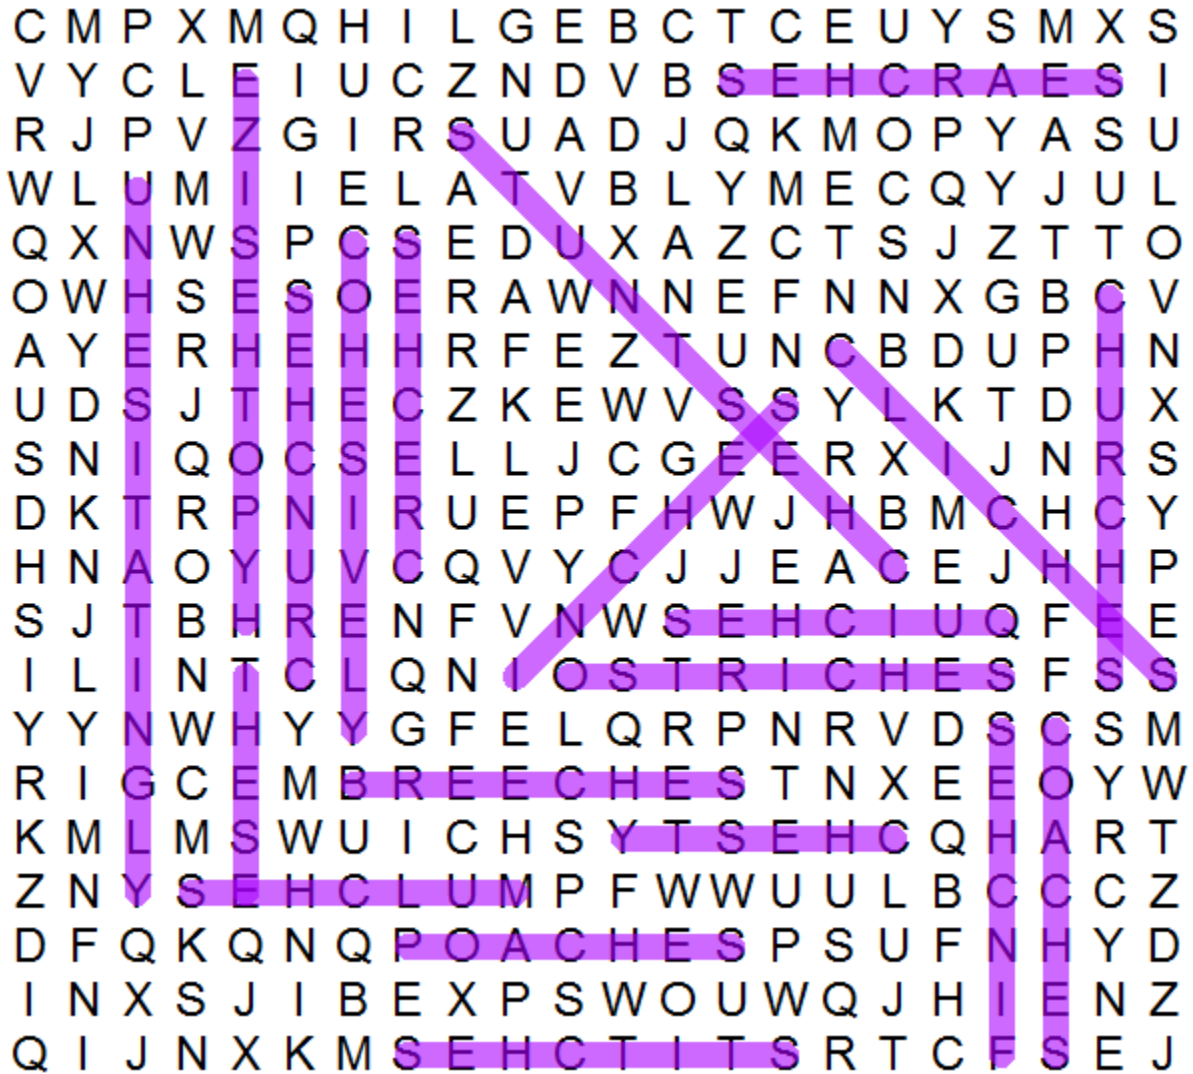 C M P X M Q H I L G E B C T C E U Y S M X S
V Y C L E I U C Z N D V B S E H C R A E S I
R J P V Z G I R S U A D J Q K M O P Y A S U
W L U M I I E L A T V B L Y M E C Q Y J U L
Q X N W S P C S E D U X A Z C T S J Z T T O
O W H S E S O E R A W N N E F N N X G B C V
A Y E R H E H H R F E Z T U N C B D U P H N
U D S J T H E C Z K E W V S S Y L K T D U X
S N I Q O C S E L L J C G E E R X I J N R S
D K T R P N I R U E P F H W J H B M C H C Y
H N A O Y U V C Q V Y C J J E A C E J H H P
S J T B H R E N F V N W S E H C I U Q F E E
I L I N T C L Q N I O S T R I C H E S F S S
Y Y N W H Y Y G F E L Q R P N R V D S C S M
R I G C E M B R E E C H E S T N X E E O Y W
K M L M S W U I C H S Y T S E H C Q H A R T
Z N Y S E H C L U M P F W W U U L B C C C Z
D F Q K Q N Q P O A C H E S P S U F N H Y D
I N X S J I B E X P S W O U W Q J H I E N Z
Q I J N X K M S E H C T I T S R T C F S E J